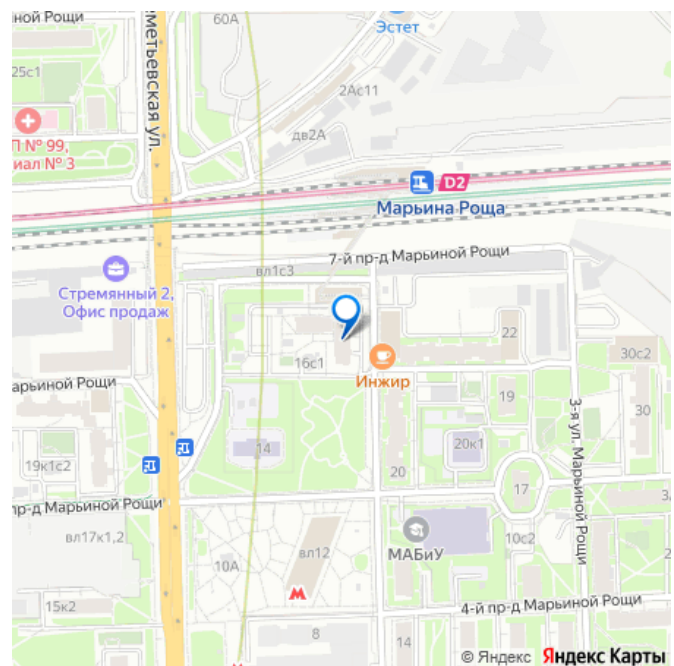 ной Рощи
60А
Эстет
25с1
2Ас11
метьевская ул.
дв2А
П № 99,
иал № 3
D2
Марьина Роща
7-й пр-д Марьиной Рощи
вл1с3
Стремянный 2,
Офис продаж
22
16с1
Инжир
30с2
арьиной Рощи
19
30
3-я ул. Марьиной Рощи
14
20к1
19к1с2
20
17
пр-д Марьиной Рощи
вл17к1,2
вл12
МАБиУ
10с2
10А
15к2
4-й пр-д Марьиной Рощи
8
14
© Яндекс Яндекс Карты